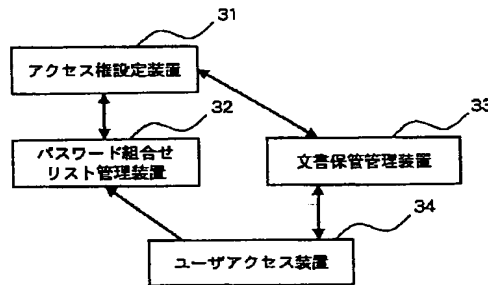 31
アクセス権設定装置
32
33
パスワード組合せ
リスト管理装置
文書保管管理装置
34
ユーザアクセス装置